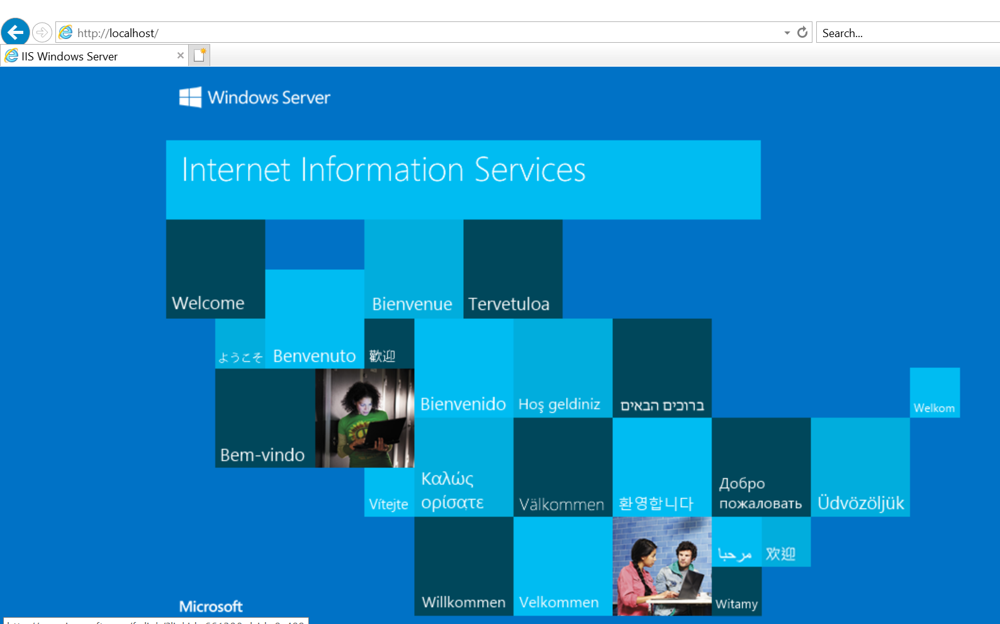 http://localhost/
Search...
IIS Windows Server
Windows Server
Internet Information Services
Welcome
Bienvenue
Tervetuloa
ようこそ
Benvenuto
歡迎
Bienvenido
Hoş geldiniz
ברוכים הבאים
Welkom
Bem-vindo
Vítejte
Καλώς
ορίσατε
Välkommen
환영합니다
Добро
пожаловать
Üdvözöljük
Willkommen
Velkommen
مرحبا
欢迎
Witamy
Microsoft